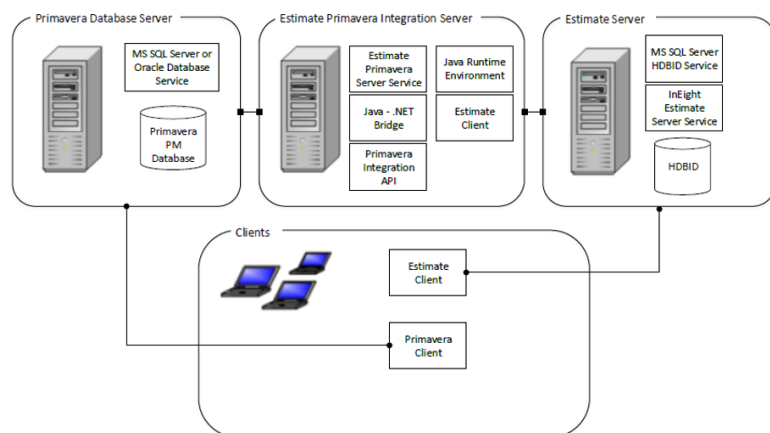 Primavera Database Server
MS SQL Server or
Oracle Database
Service
Primavera
PM
Database
Estimate Primavera Integration Server
Estimate
Primavera
Server Service
Java Runtime
Environment
Java - .NET
Bridge
Estimate
Client
Primavera
Integration
API
Estimate Server
MS SQL Server
HDBID Service
InEight
Estimate
Server Service
HDBID
Clients
Estimate
Client
Primavera
Client